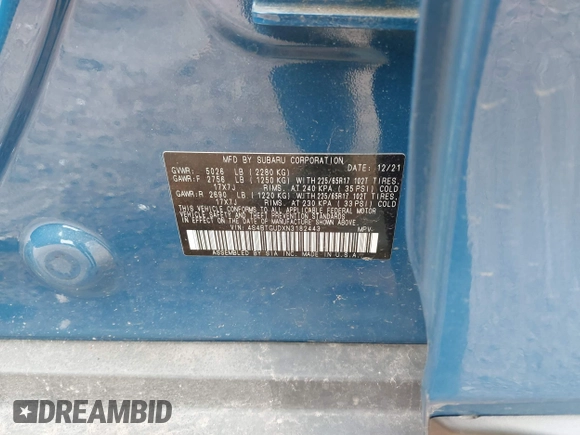 MFD BY SUBARU CORPORATION. 12/21
GVWR: 5026 LB (2280 KG)
GAWR:F 2756 LB (1250 KG) WITH 225/65R17 102T TIRES,
17X7J RIMS, AT 240 KPA (35 PSI) COLD
GAWR:R 2690 LB (1220 KG) WITH 225/65R17 102T TIRES,
17X7J RIMS, AT 230 KPA (33 PSI) COLD
THIS VEHICLE CONFORMS TO ALL APPLICABLE FEDERAL MOTOR
VEHICLE SAFETY AND BUMPER STANDARDS
IN EFFECT ON THE DATE OF MANUFACTURE SHOWN ABOVE.
VIN: 4S4BTGUDXN3182443 MPV
ASSEMBLED BY SIA INC. MADE IN U.S.A.
DREAMBID